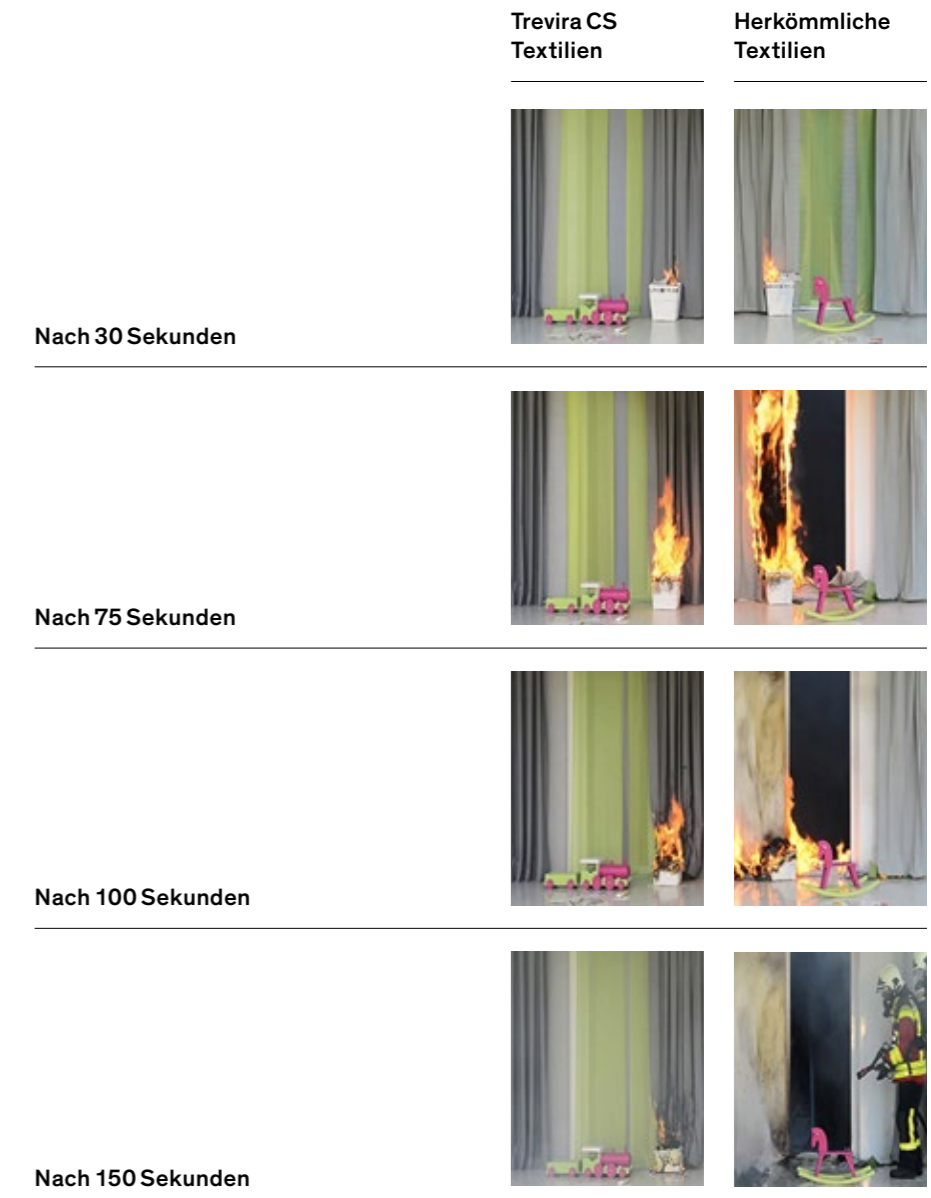 Trevira CS
Textilien
Herkömmliche
Textilien
Nach 30 Sekunden
Nach 75 Sekunden
Nach 100 Sekunden
Nach 150 Sekunden